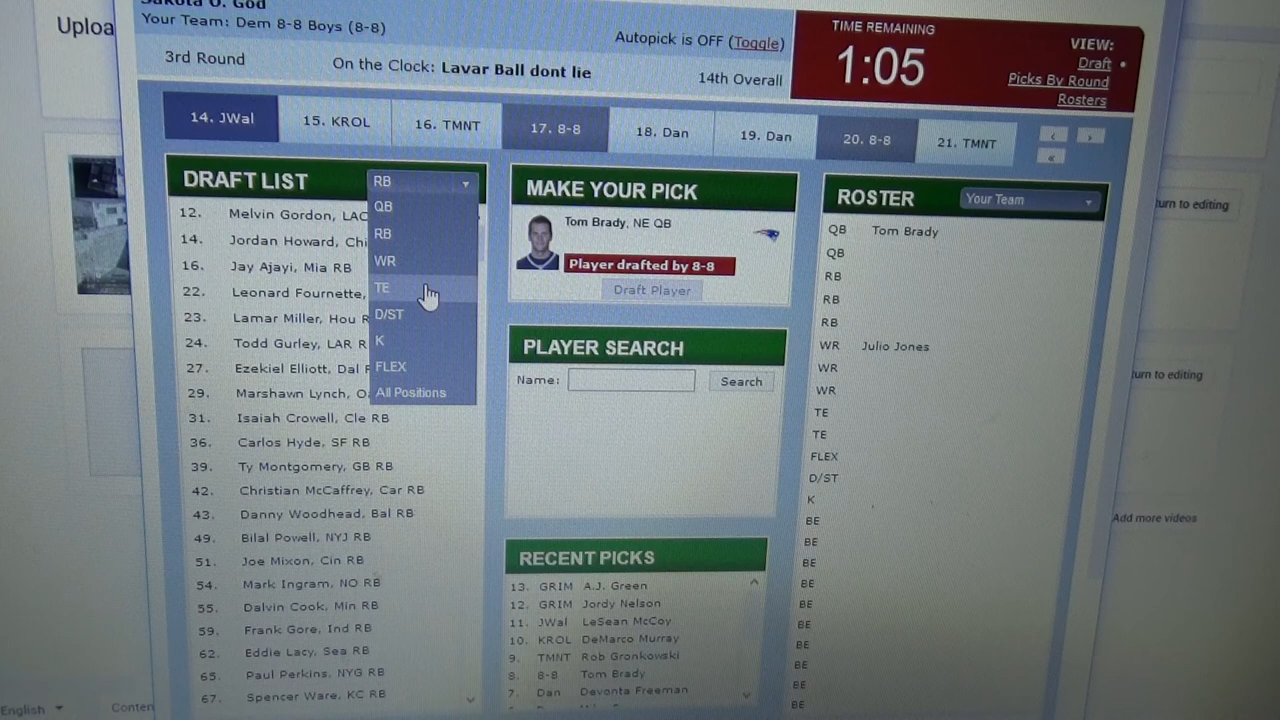 Dakota O. God
Your Team: Dem 8-8 Boys (8-8)
Autopick is OFF (Toggle)
3rd Round
On the Clock: Lavar Ball dont lie
14th Overall
TIME REMAINING
1:05
VIEW:
Draft •
Picks By Round
Rosters
14. JWal
15. KROL
16. TMNT
17. 8-8
18. Dan
19. Dan
20. 8-8
21. TMNT
‹ ›
«
DRAFT LIST
RB
QB
RB
WR
TE
D/ST
K
FLEX
All Positions
12. Melvin Gordon, LAC
14. Jordan Howard, Chi
16. Jay Ajayi, Mia RB
22. Leonard Fournette,
23. Lamar Miller, Hou R
24. Todd Gurley, LAR R
27. Ezekiel Elliott, Dal
29. Marshawn Lynch,
31. Isaiah Crowell, Cle RB
36. Carlos Hyde, SF RB
39. Ty Montgomery, GB RB
42. Christian McCaffrey, Car RB
43. Danny Woodhead, Bal RB
49. Bilal Powell, NYJ RB
51. Joe Mixon, Cin RB
54. Mark Ingram, NO RB
55. Dalvin Cook, Min RB
59. Frank Gore, Ind RB
62. Eddie Lacy, Sea RB
65. Paul Perkins, NYG RB
67. Spencer Ware, KC RB
MAKE YOUR PICK
Tom Brady, NE QB
Player drafted by 8-8
Draft Player
PLAYER SEARCH
Name:
Search
RECENT PICKS
13. GRIM A.J. Green
12. GRIM Jordy Nelson
11. JWal LeSean McCoy
10. KROL DeMarco Murray
9. TMNT Rob Gronkowski
8. 8-8 Tom Brady
7. Dan Devonta Freeman
ROSTER
Your Team
QB Tom Brady
QB
RB
RB
RB
WR Julio Jones
WR
WR
TE
TE
FLEX
D/ST
K
BE
BE
BE
BE
BE
BE
BE
BE
BE
BE
Uploa
turn to editing
turn to editing
Add more videos
English
Conten